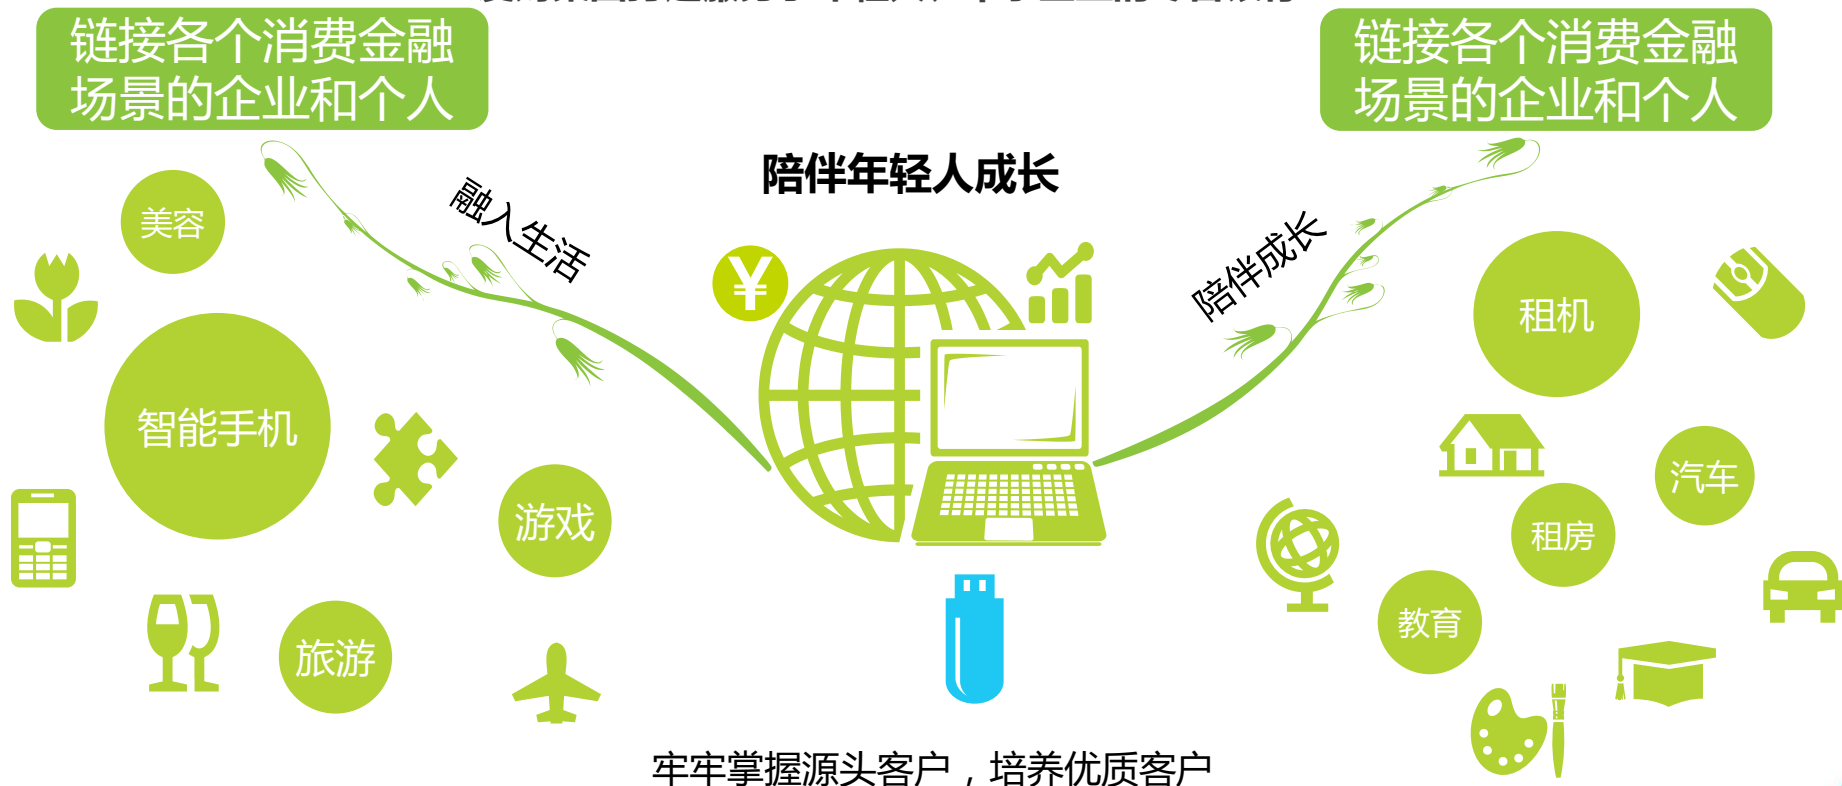 链接各个消费金融
场景的企业和个人
链接各个消费金融
场景的企业和个人
陪伴年轻人成长
融入生活
陪伴成长
美容
¥
租机
智能手机
汽车
游戏
租房
教育
旅游
牢牢掌握源头客户，培养优质客户